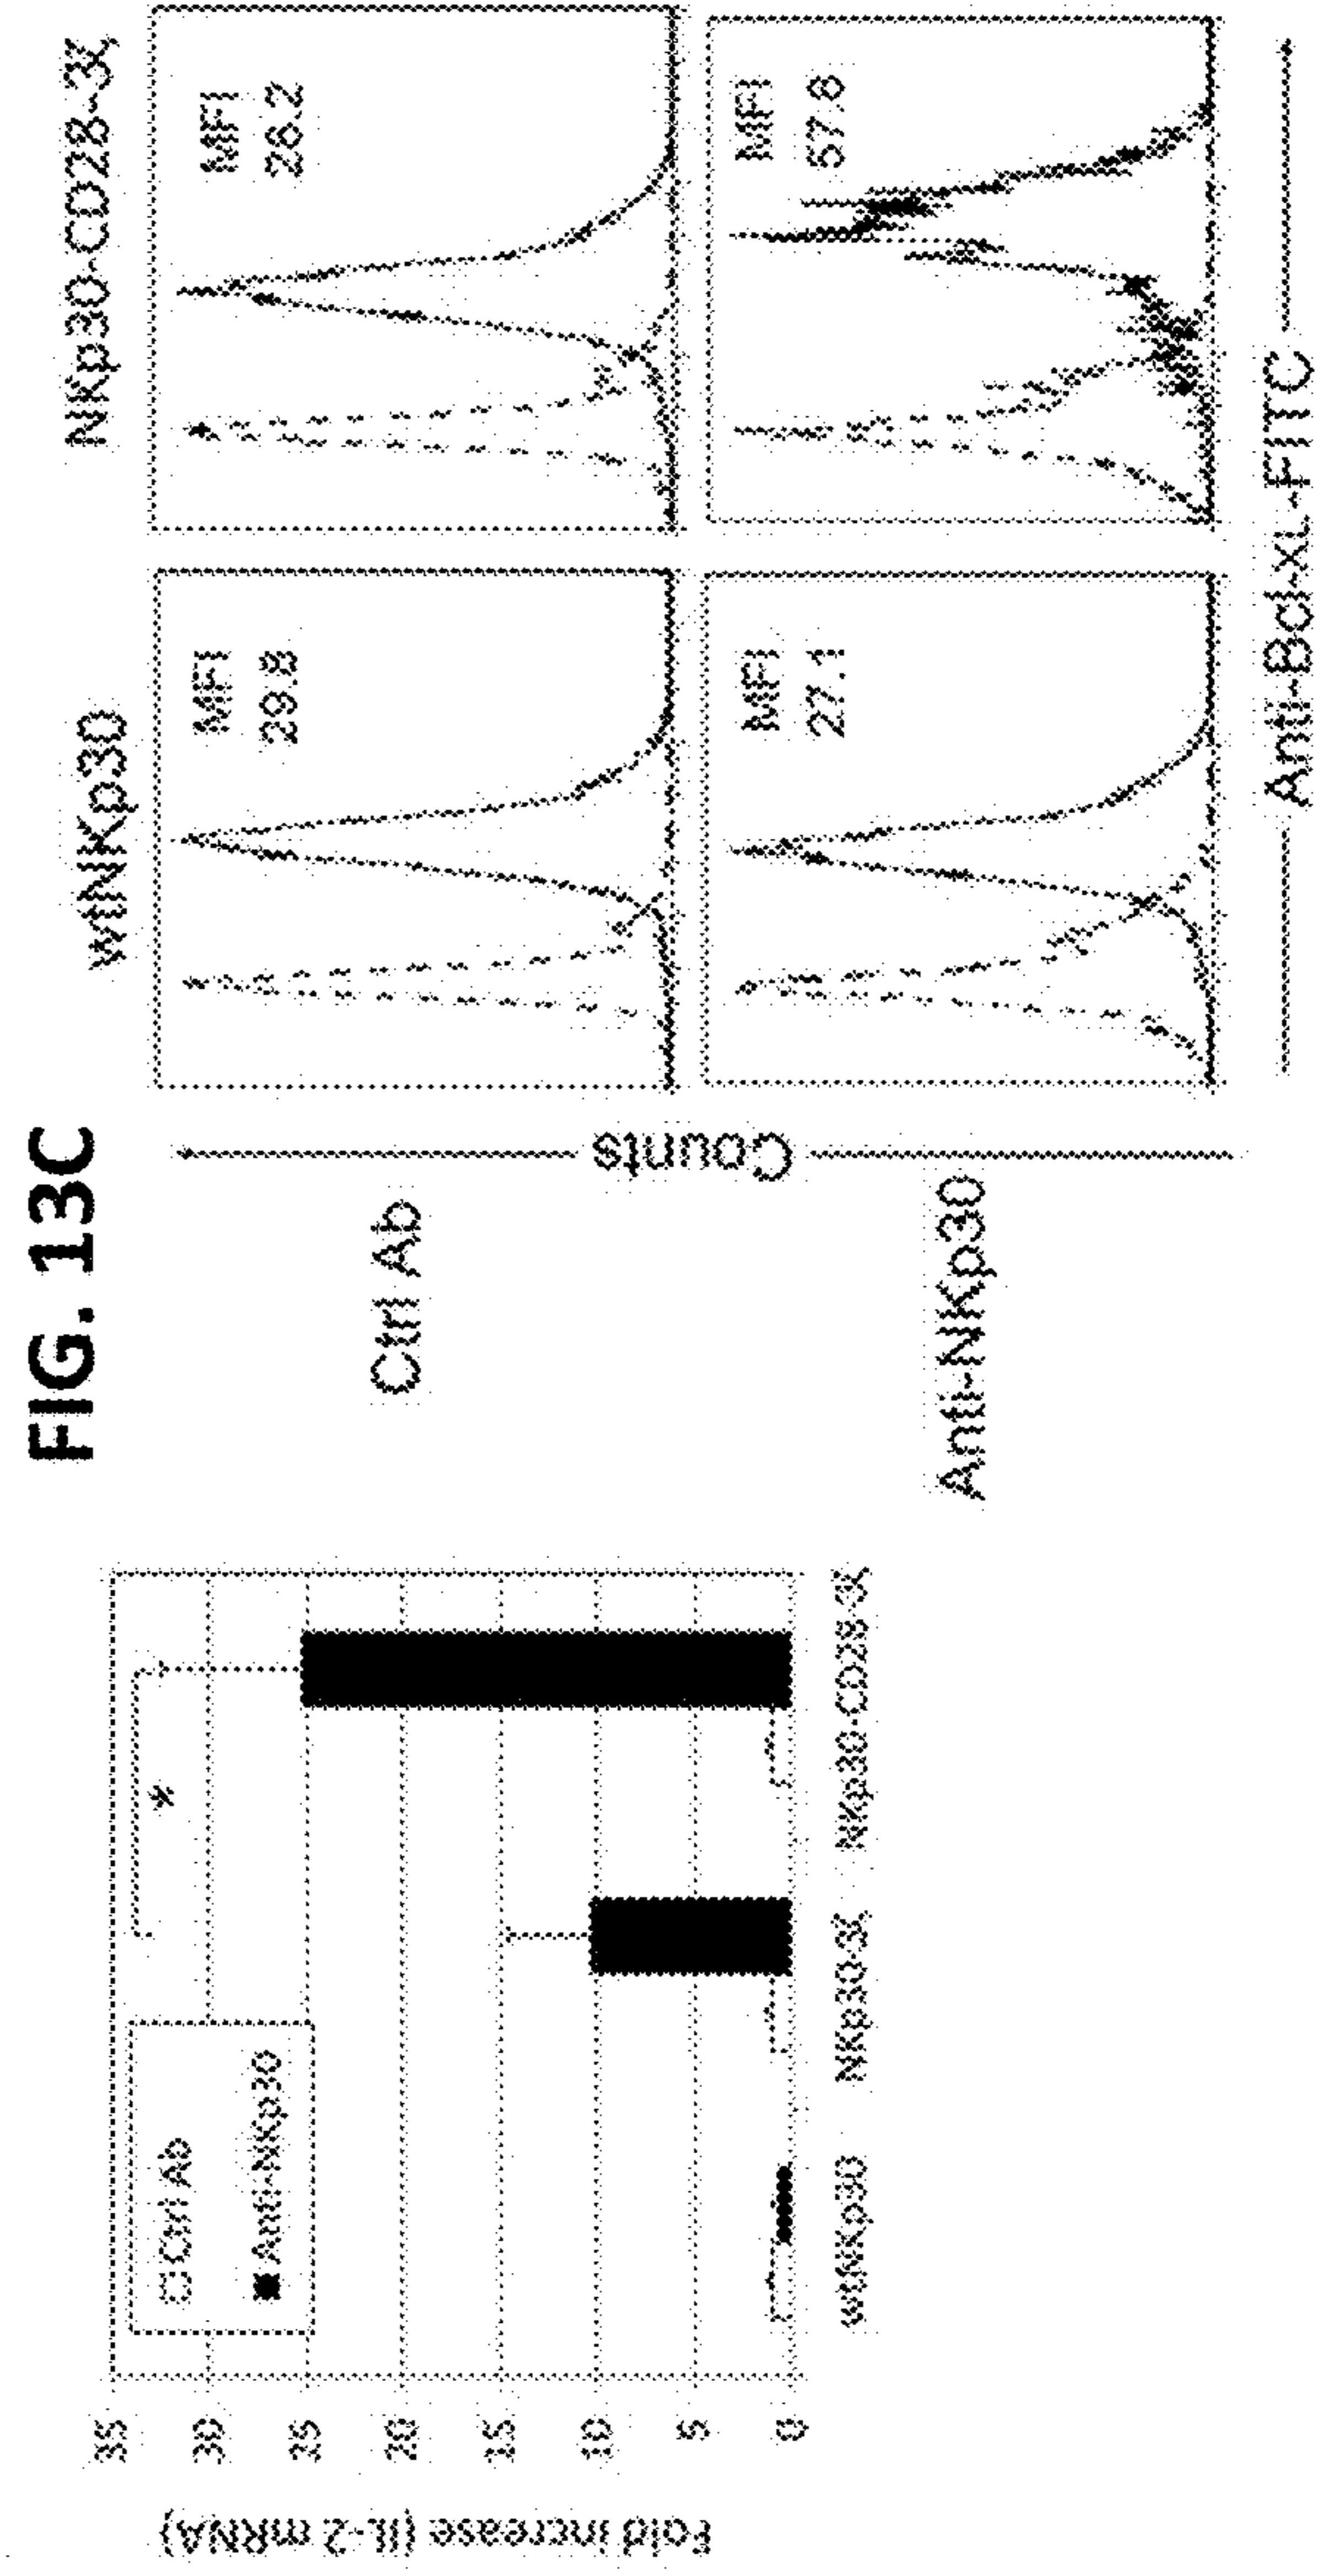 FIG. 13C
Fold increase (IL-2 mRNA)
35
30
25
20
15
10
5
0
Ctrl Ab
Anti-NKp30
*
wtNKp30
NKp30-3ζ
NKp30-CD28-3ζ
wtNKp30
NKp30-CD28-3ζ
Ctrl Ab
Anti-NKp30
Counts
MFI
29.8
MFI
28.2
MFI
27.1
MFI
57.8
Anti-Bcl-xL-FITC